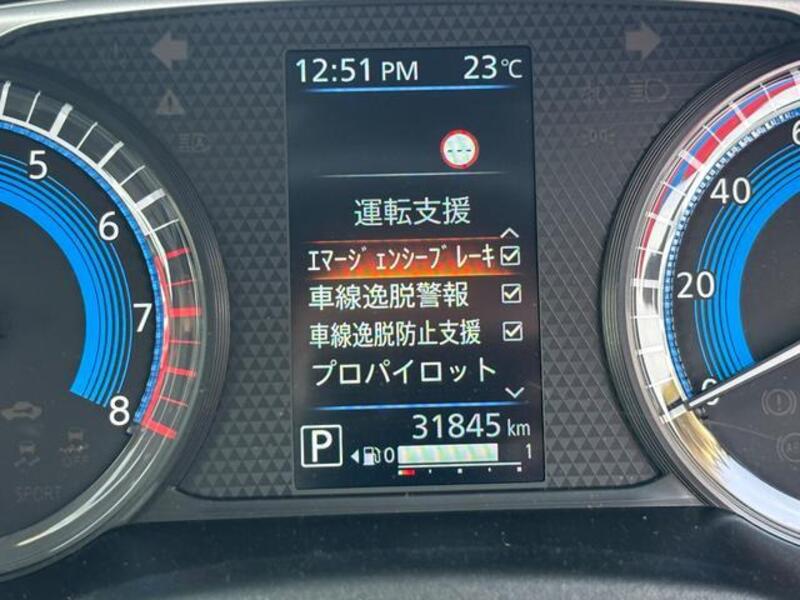 12:51 PM 23℃
運転支援
エマージェンシーブレーキ
車線逸脱警報
車線逸脱防止支援
プロパイロット
31845 km
P 0 1
5
6
7
8
SPORT
40
20
0